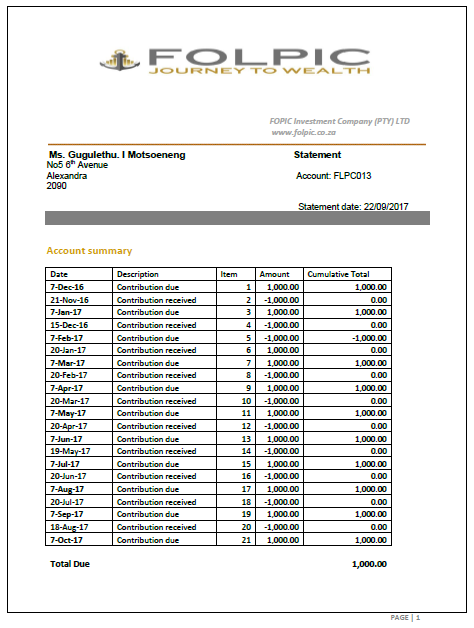 FOLPIC
JOURNEY TO WEALTH
FOPIC Investment Company (PTY) LTD
www.folpic.co.za
Ms. Gugulethu. I Motsoeneng Statement
No5 6th Avenue
Alexandra Account: FLPC013
2090
Statement date: 22/09/2017
Account summary
Date Description Item Amount Cumulative Total
7-Dec-16 Contribution due 1 1,000.00 1,000.00
21-Nov-16 Contribution received 2 -1,000.00 0.00
7-Jan-17 Contribution due 3 1,000.00 1,000.00
15-Dec-16 Contribution received 4 -1,000.00 0.00
7-Feb-17 Contribution due 5 -1,000.00 -1,000.00
20-Jan-17 Contribution received 6 1,000.00 0.00
7-Mar-17 Contribution due 7 1,000.00 1,000.00
20-Feb-17 Contribution received 8 -1,000.00 0.00
7-Apr-17 Contribution due 9 1,000.00 1,000.00
20-Mar-17 Contribution received 10 -1,000.00 0.00
7-May-17 Contribution due 11 1,000.00 1,000.00
20-Apr-17 Contribution received 12 -1,000.00 0.00
7-Jun-17 Contribution due 13 1,000.00 1,000.00
19-May-17 Contribution received 14 -1,000.00 0.00
7-Jul-17 Contribution due 15 1,000.00 1,000.00
20-Jun-17 Contribution received 16 -1,000.00 0.00
7-Aug-17 Contribution due 17 1,000.00 1,000.00
20-Jul-17 Contribution received 18 -1,000.00 0.00
7-Sep-17 Contribution due 19 1,000.00 1,000.00
18-Aug-17 Contribution received 20 -1,000.00 0.00
7-Oct-17 Contribution due 21 1,000.00 1,000.00
Total Due 1,000.00
PAGE | 1